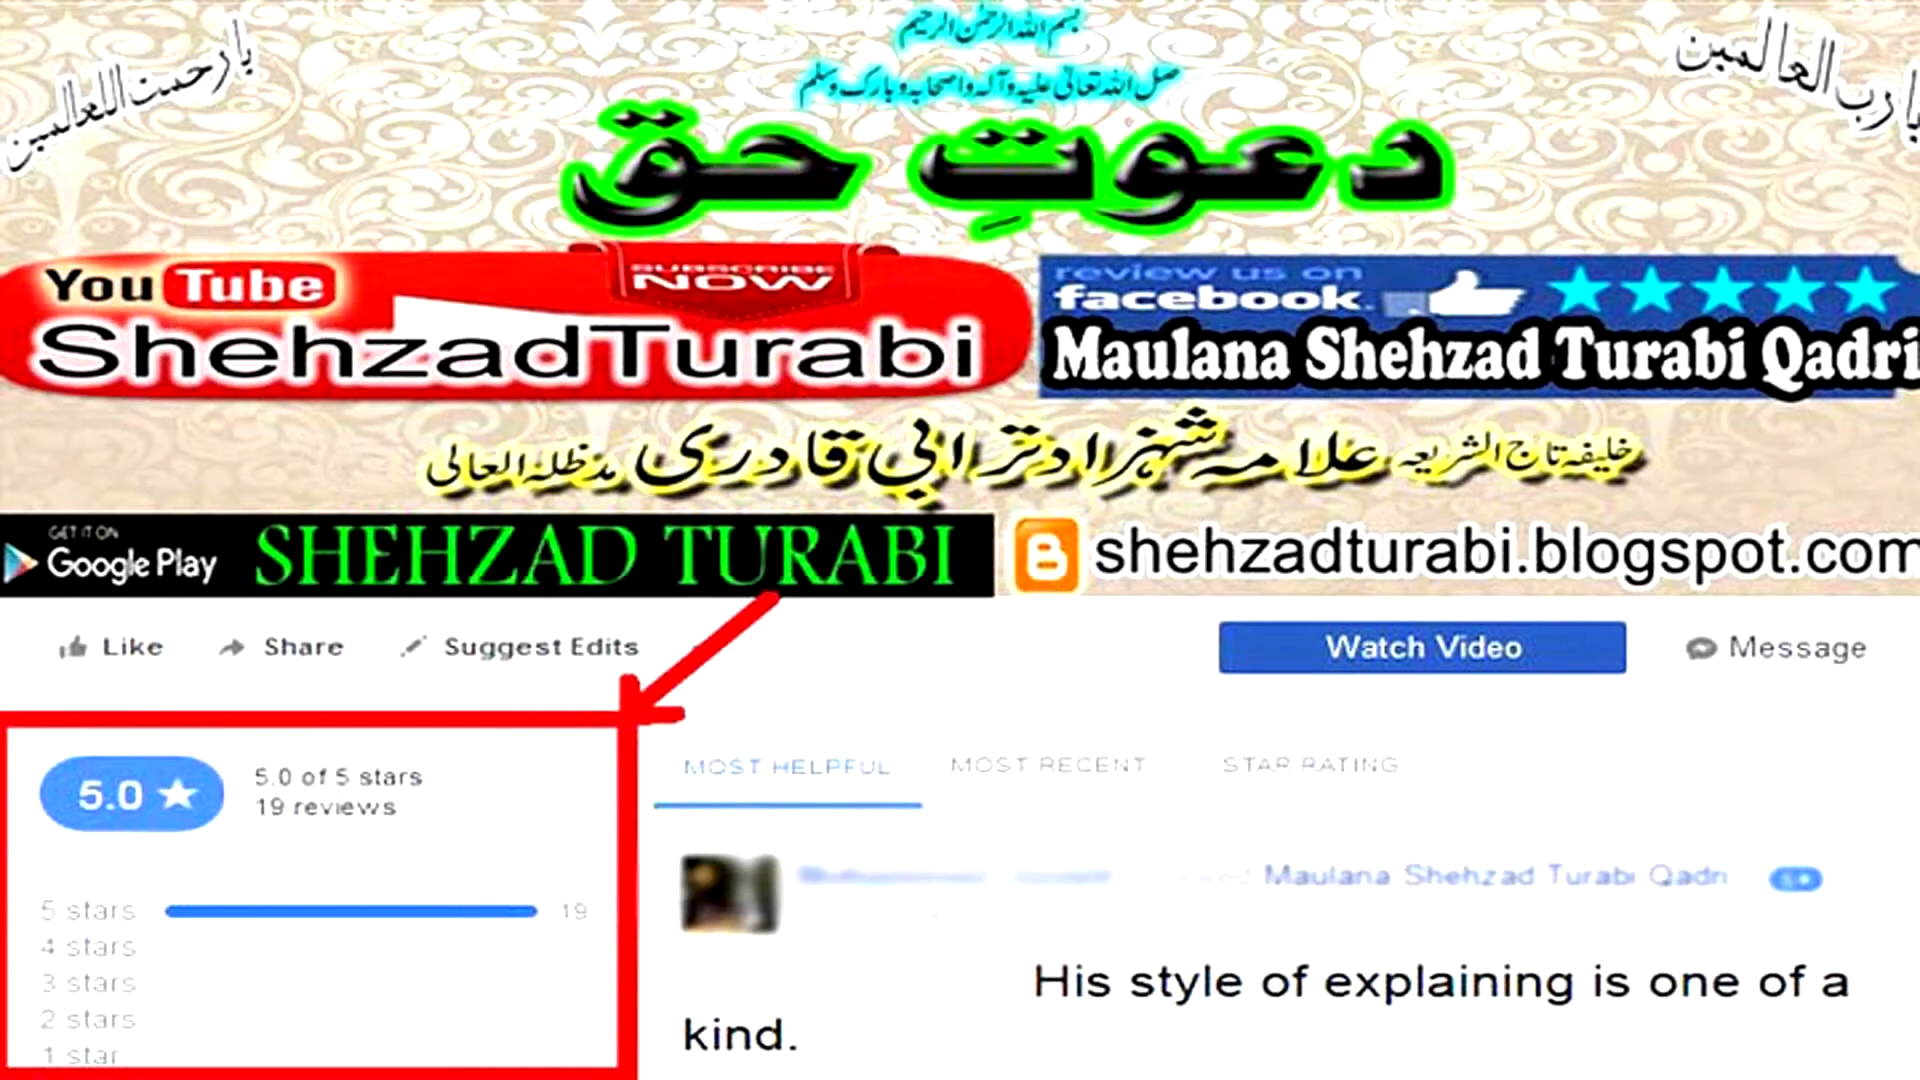 بسم اللہ الرحمٰن الرحیم
صلی اللہ تعالیٰ علیہ وآلہ واصحابہ وبارک وسلم
یا رحمت اللعالمین
یا رب العالمین
دعوتِ حق
YouTube
SUBSCRIBE
NOW
ShehzadTurabi
review us on
facebook.
Maulana Shehzad Turabi Qadri
خلیفہ تاج الشریعہ علامہ شہزاد ترابی قادری مدظلہ العالی
GET IT ON
Google Play
SHEHZAD TURABI
shehzadturabi.blogspot.com
Like Share Suggest Edits
Watch Video Message
5.0
5.0 of 5 stars
19 reviews
5 stars 19
4 stars
3 stars
2 stars
1 star
MOST HELPFUL MOST RECENT STAR RATING
Maulana Shehzad Turabi Qadri
His style of explaining is one of a
kind.